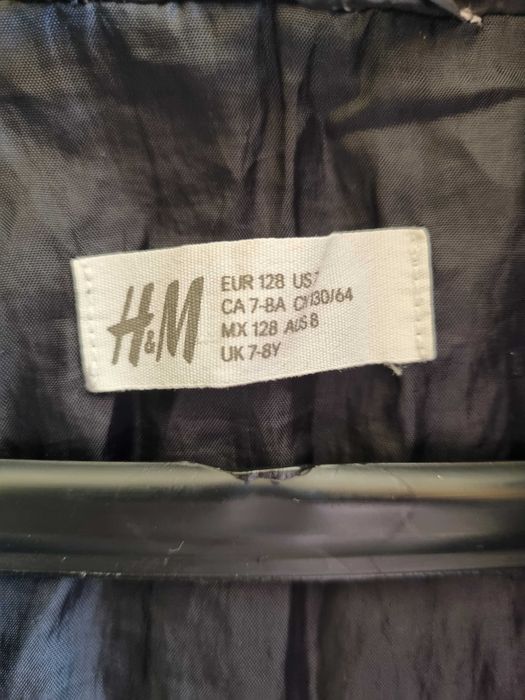 H&M
EUR 128 US 7
CA 7-8A CN130/64
MX 128 AUS 8
UK 7-8Y